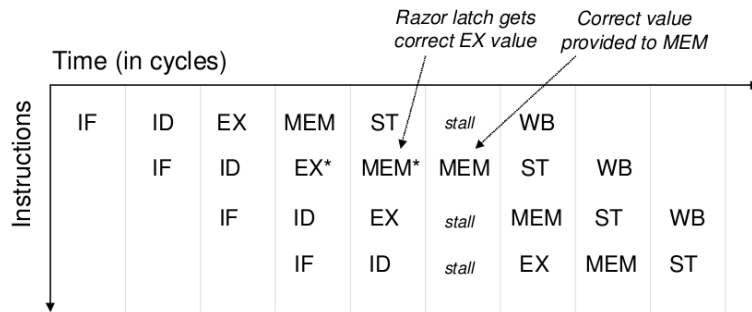 Razor latch gets
correct EX value
Correct value
provided to MEM
Time (in cycles)
Instructions
IF ID EX MEM ST stall WB
IF ID EX* MEM* MEM ST WB
IF ID EX stall MEM ST WB
IF ID stall EX MEM ST